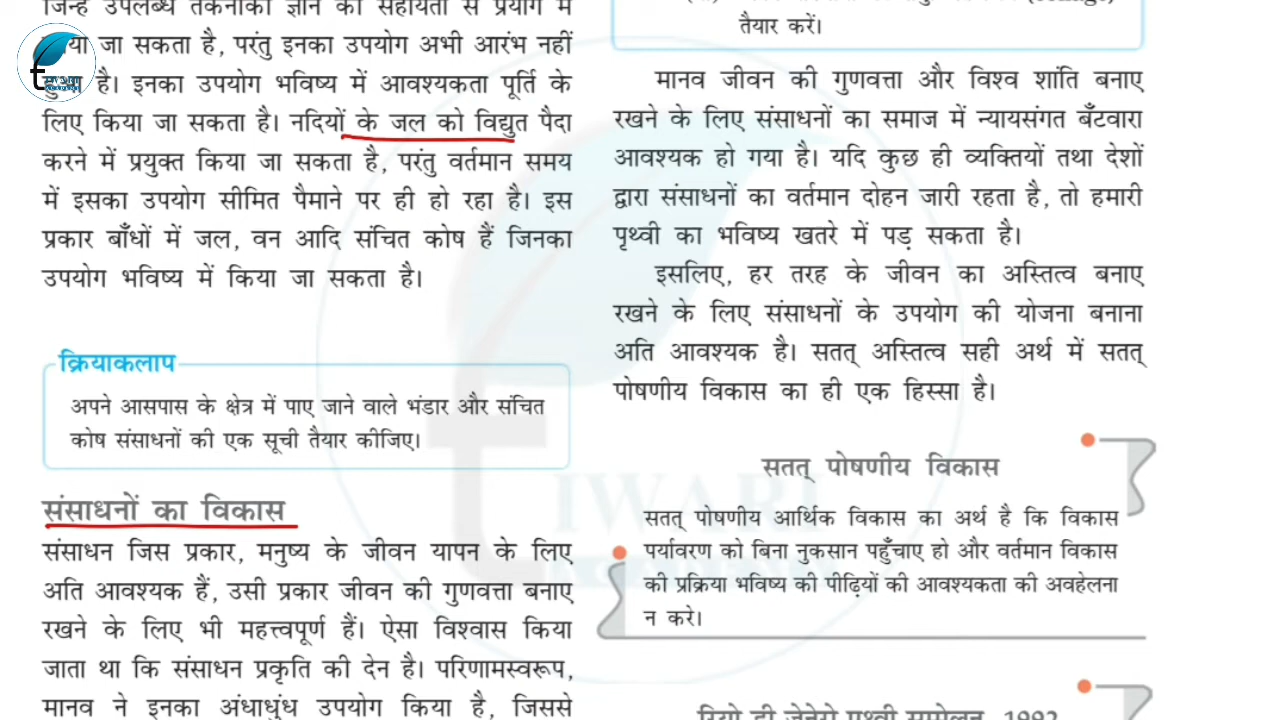 जिन्हें उपलब्ध तकनीकी ज्ञान की सहायता से प्रयोग में
जा सकता है, परंतु इनका उपयोग अभी आरंभ नहीं
है। इनका उपयोग भविष्य में आवश्यकता पूर्ति के
लिए किया जा सकता है। नदियों के जल को विद्युत पैदा
करने में प्रयुक्त किया जा सकता है, परंतु वर्तमान समय
में इसका उपयोग सीमित पैमाने पर ही हो रहा है। इस
प्रकार बाँधों में जल, वन आदि संचित कोष हैं जिनका
उपयोग भविष्य में किया जा सकता है।
क्रियाकलाप
अपने आसपास के क्षेत्र में पाए जाने वाले भंडार और संचित
कोष संसाधनों की एक सूची तैयार कीजिए।
संसाधनों का विकास
संसाधन जिस प्रकार, मनुष्य के जीवन यापन के लिए
अति आवश्यक हैं, उसी प्रकार जीवन की गुणवत्ता बनाए
रखने के लिए भी महत्त्वपूर्ण हैं। ऐसा विश्वास किया
जाता था कि संसाधन प्रकृति की देन है। परिणामस्वरूप,
मानव ने इनका अंधाधुंध उपयोग किया है, जिससे
तैयार करें।
मानव जीवन की गुणवत्ता और विश्व शांति बनाए
रखने के लिए संसाधनों का समाज में न्यायसंगत बँटवारा
आवश्यक हो गया है। यदि कुछ ही व्यक्तियों तथा देशों
द्वारा संसाधनों का वर्तमान दोहन जारी रहता है, तो हमारी
पृथ्वी का भविष्य खतरे में पड़ सकता है।
इसलिए, हर तरह के जीवन का अस्तित्व बनाए
रखने के लिए संसाधनों के उपयोग की योजना बनाना
अति आवश्यक है। सतत् अस्तित्व सही अर्थ में सतत्
पोषणीय विकास का ही एक हिस्सा है।
सतत् पोषणीय विकास
सतत् पोषणीय आर्थिक विकास का अर्थ है कि विकास
पर्यावरण को बिना नुकसान पहुँचाए हो और वर्तमान विकास
की प्रक्रिया भविष्य की पीढ़ियों की आवश्यकता की अवहेलना
न करे।
रियो डी जेनेरो पृथ्वी सम्मेलन, 1992